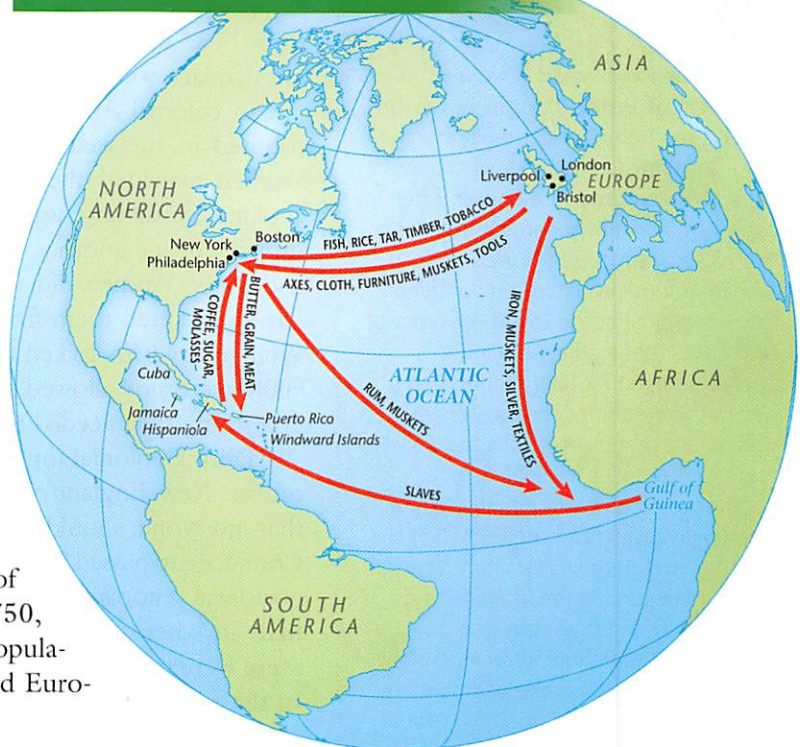 ASIA
NORTH
AMERICA
Liverpool
London
EUROPE
Bristol
New York
Boston
Philadelphia
FISH, RICE, TAR, TIMBER, TOBACCO
AXES, CLOTH, FURNITURE, MUSKETS, TOOLS
COFFEE, SUGAR,
MOLASSES
BUTTER, GRAIN, MEAT
IRON, MUSKETS, SILVER, TEXTILES
RUM, MUSKETS
ATLANTIC
OCEAN
AFRICA
Cuba
Jamaica
Hispaniola
Puerto Rico
Windward Islands
SLAVES
Gulf of
Guinea
SOUTH
AMERICA
of
750,
opula-
d Euro-